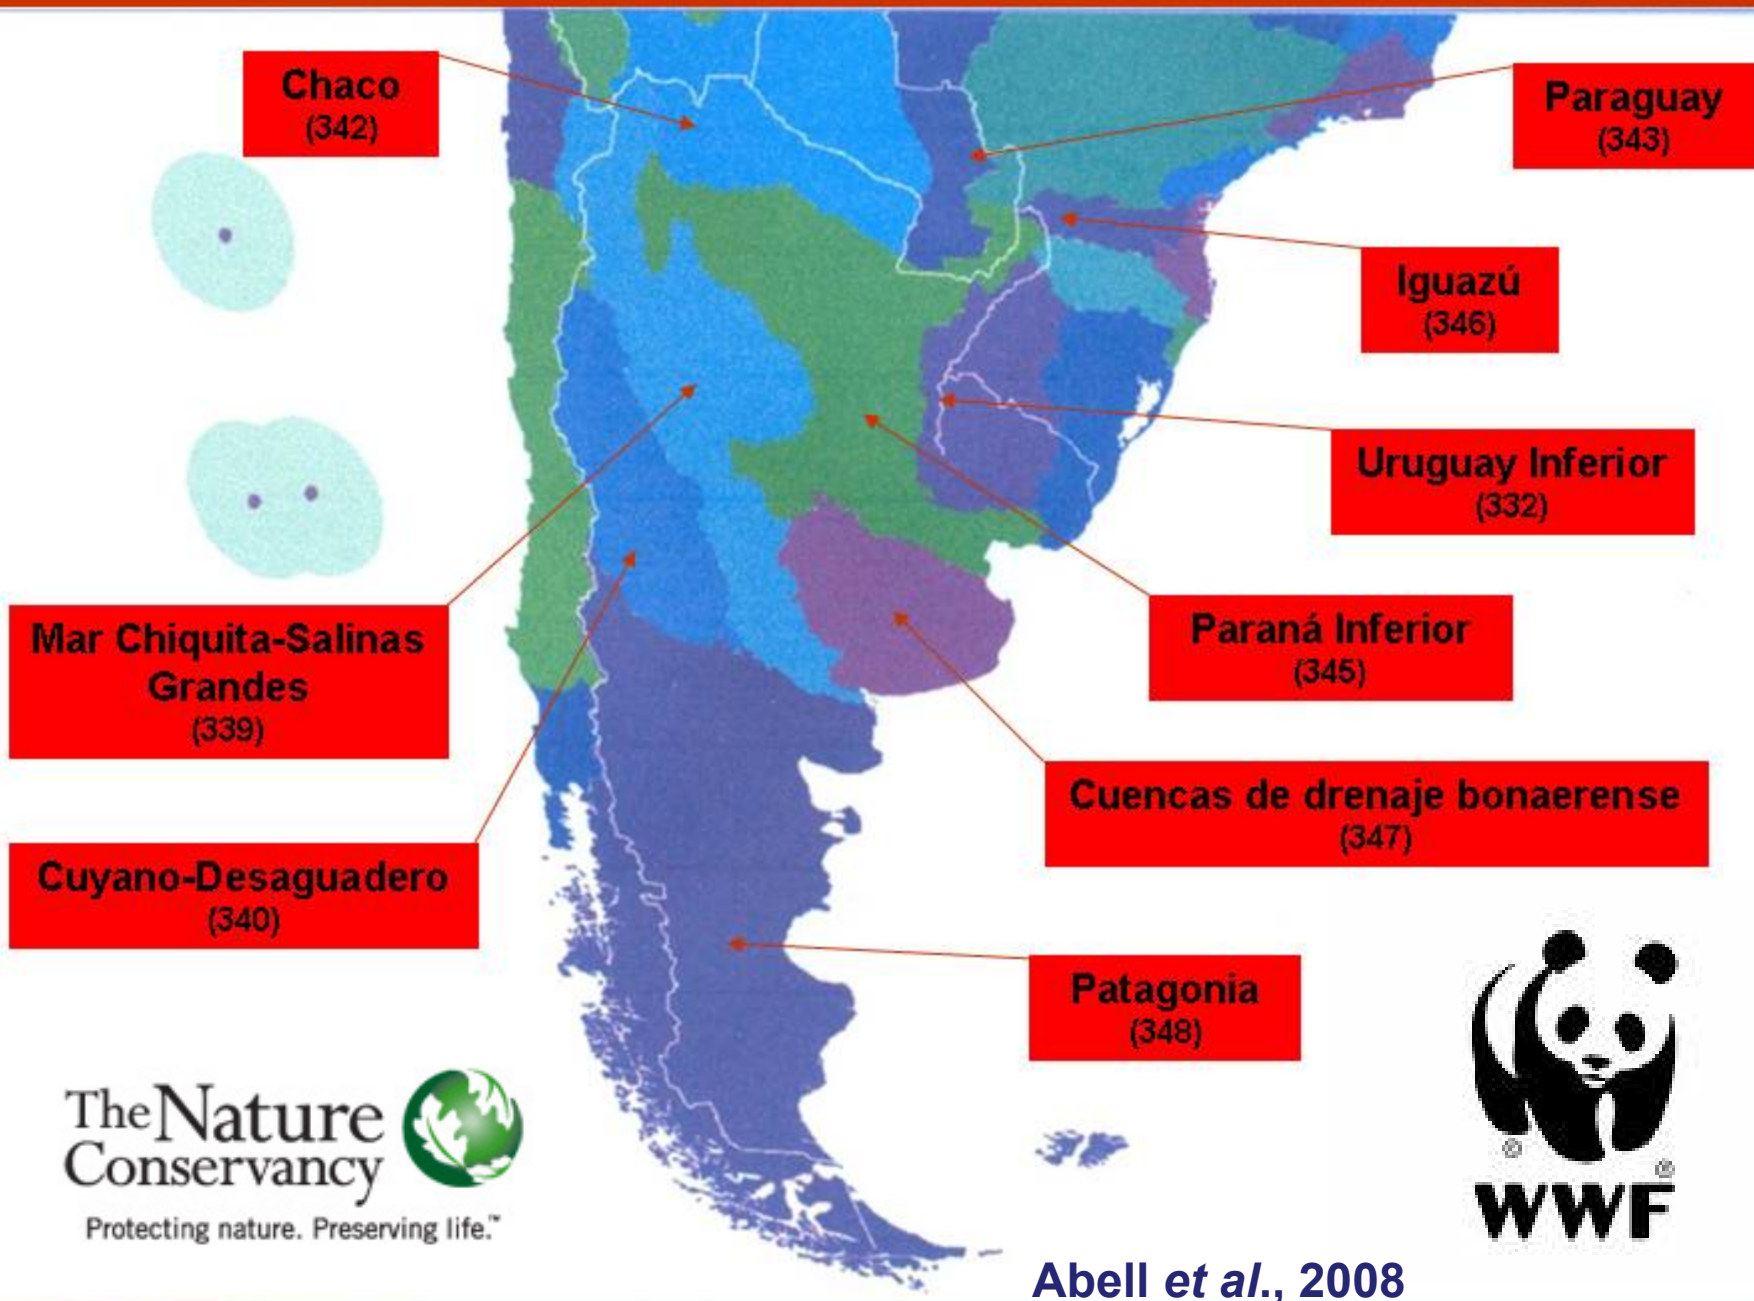 Chaco
(342)
Paraguay
(343)
Iguazú
(346)
Uruguay Inferior
(332)
Mar Chiquita-Salinas
Grandes
(339)
Paraná Inferior
(345)
Cuencas de drenaje bonaerense
(347)
Cuyano-Desaguadero
(340)
Patagonia
(348)
The Nature
Conservancy
Protecting nature. Preserving life.™
©
®
WWF
Abell et al., 2008